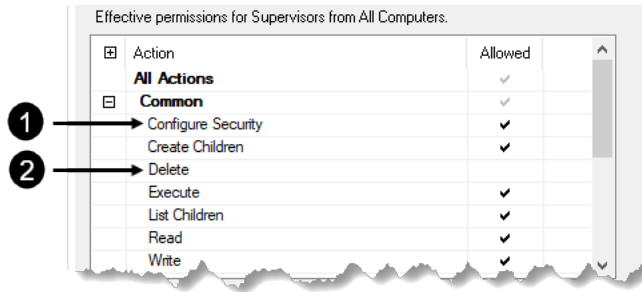 Effective permissions for Supervisors from All Computers.
Action Allowed
All Actions
Common
1 Configure Security
Create Children
2 Delete
Execute
List Children
Read
Write